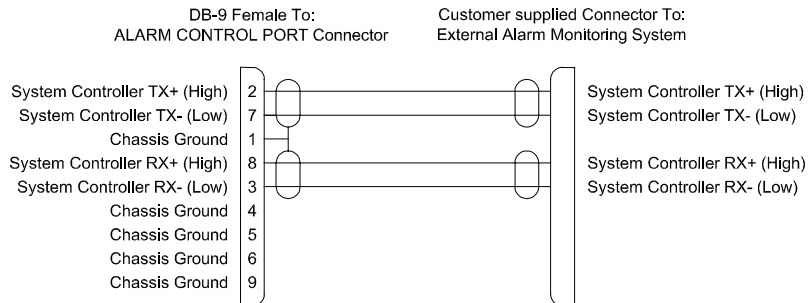 DB-9 Female To:
ALARM CONTROL PORT Connector
Customer supplied Connector To:
External Alarm Monitoring System
System Controller TX+ (High) 2
System Controller TX- (Low) 7
Chassis Ground 1
System Controller RX+ (High) 8
System Controller RX- (Low) 3
Chassis Ground 4
Chassis Ground 5
Chassis Ground 6
Chassis Ground 9
System Controller TX+ (High)
System Controller TX- (Low)
System Controller RX+ (High)
System Controller RX- (Low)